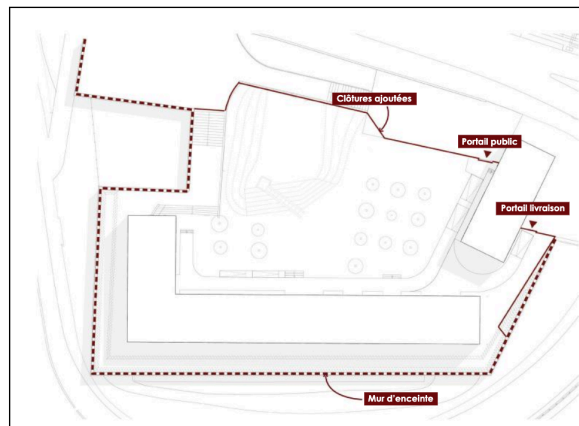 Clôtures ajoutées
Portail public
Portail livraison
Mur d'enceinte